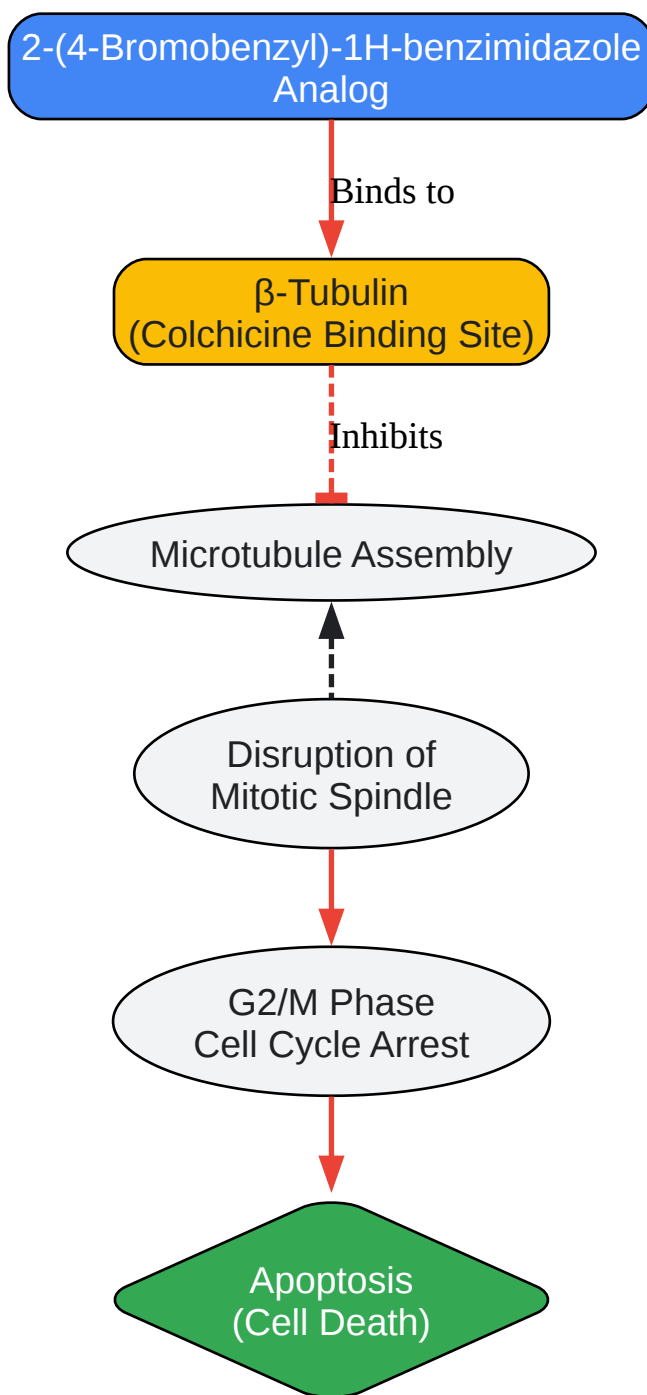 2-(4-Bromobenzyl)-1H-benzimidazole
Analog
Binds to
β-Tubulin
(Colchicine Binding Site)
Inhibits
Microtubule Assembly
Disruption of
Mitotic Spindle
G2/M Phase
Cell Cycle Arrest
Apoptosis
(Cell Death)